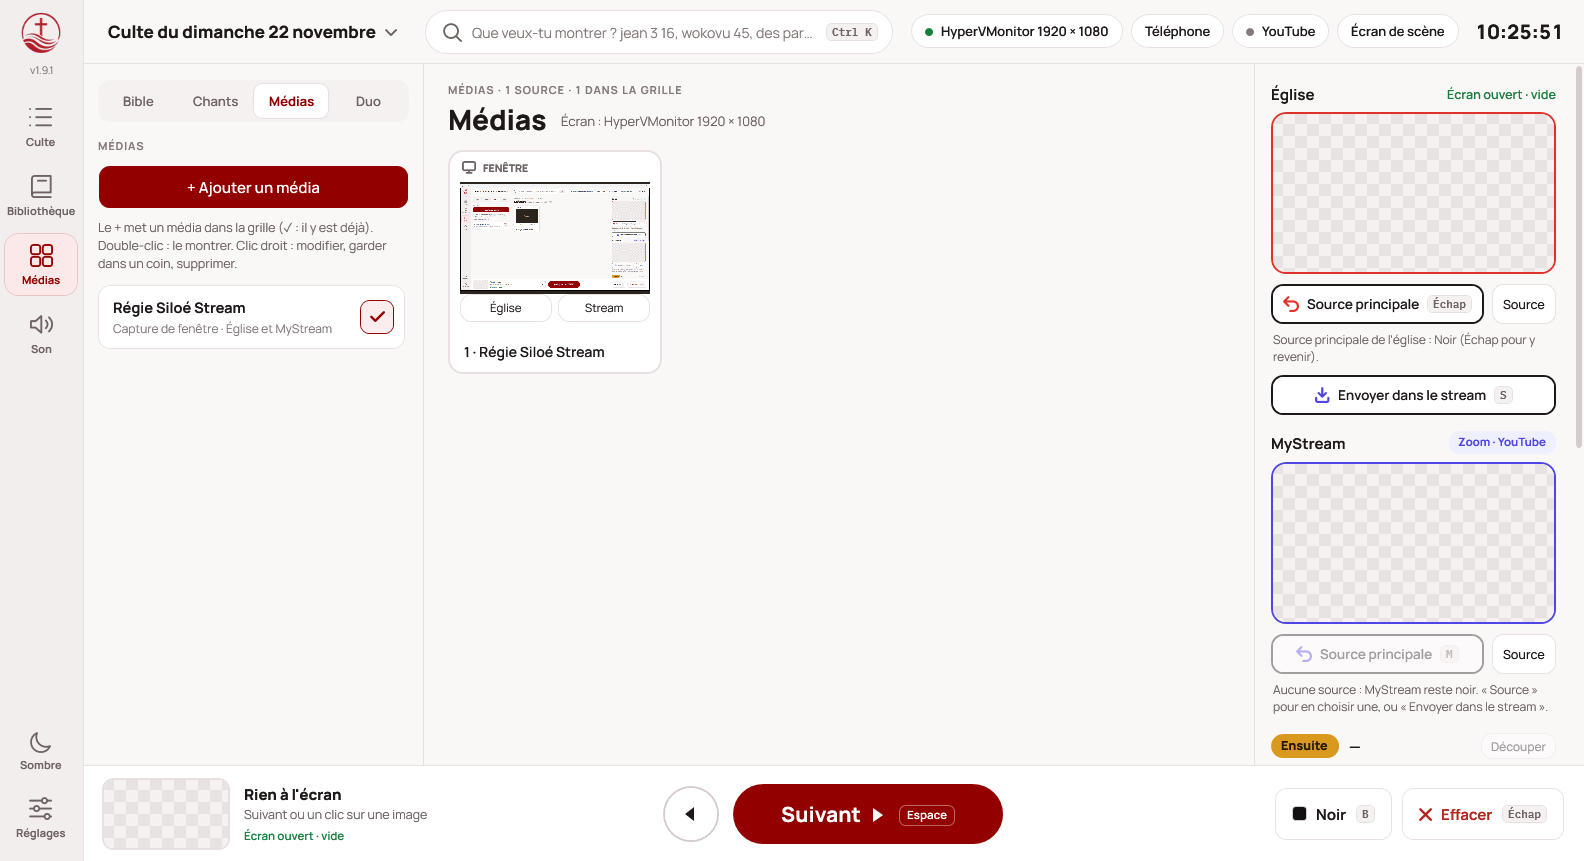 Culte du dimanche 22 novembre
Que veux-tu montrer ? jean 3 16, wokovu 45, des par... Ctrl K
HyperVMonitor 1920 × 1080
Téléphone
YouTube
Écran de scène
10:25:51
v1.9.1
Culte
Bibliothèque
Médias
Son
Sombre
Réglages
Bible
Chants
Médias
Duo
MÉDIAS
+ Ajouter un média
Le + met un média dans la grille (✓ : il y est déjà).
Double-clic : le montrer. Clic droit : modifier, garder
dans un coin, supprimer.
Régie Siloé Stream
Capture de fenêtre · Église et MyStream
MÉDIAS · 1 SOURCE · 1 DANS LA GRILLE
Médias
Écran : HyperVMonitor 1920 × 1080
FENÊTRE
Église
Stream
1 · Régie Siloé Stream
Église
Écran ouvert · vide
Source principale Échap
Source
Source principale de l'église : Noir (Échap pour y
revenir).
Envoyer dans le stream S
MyStream
Zoom · YouTube
Source principale M
Source
Aucune source : MyStream reste noir. « Source »
pour en choisir une, ou « Envoyer dans le stream ».
Ensuite —
Découper
Rien à l'écran
Suivant ou un clic sur une image
Écran ouvert · vide
Suivant Espace
Noir B
Effacer Échap